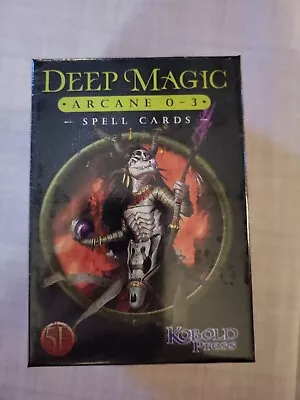 DEEP MAGIC
ARCANE 0-3
SPELL CARDS
5E
KOBOLD
Press